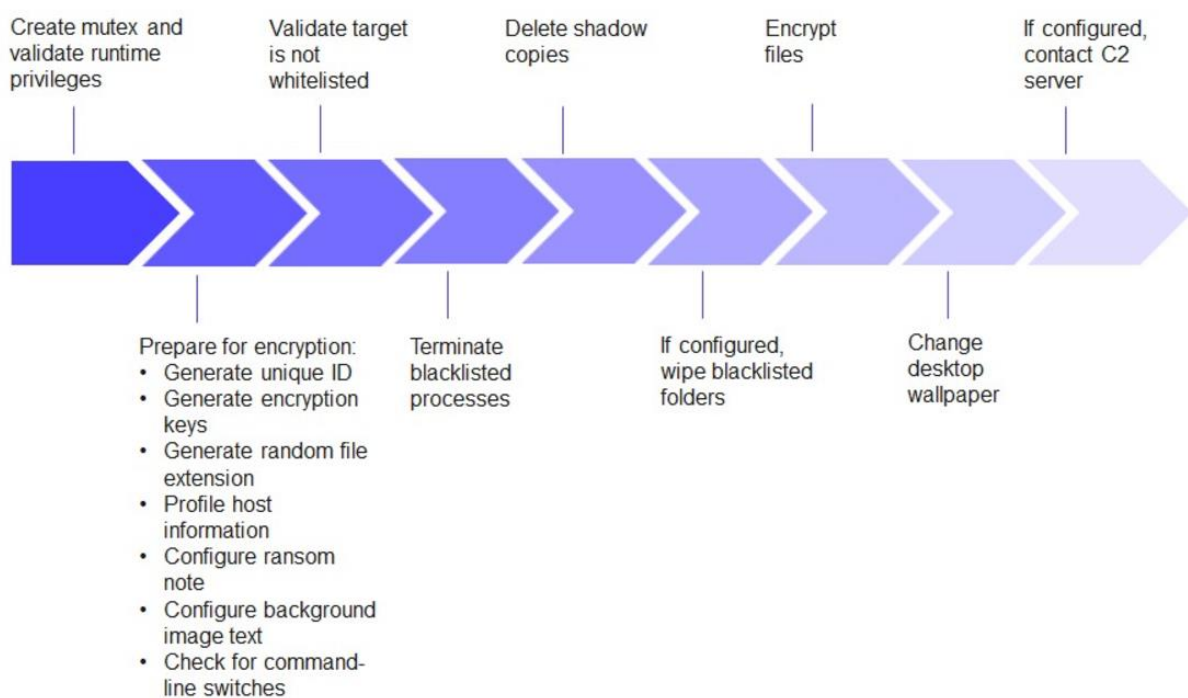 Create mutex and
validate runtime
privileges
Prepare for encryption:
• Generate unique ID
• Generate encryption
keys
• Generate random file
extension
• Profile host
information
• Configure ransom
note
• Configure background
image text
• Check for command-
line switches
Validate target
is not
whitelisted
Terminate
blacklisted
processes
Delete shadow
copies
If configured,
wipe blacklisted
folders
Encrypt
files
Change
desktop
wallpaper
If configured,
contact C2
server